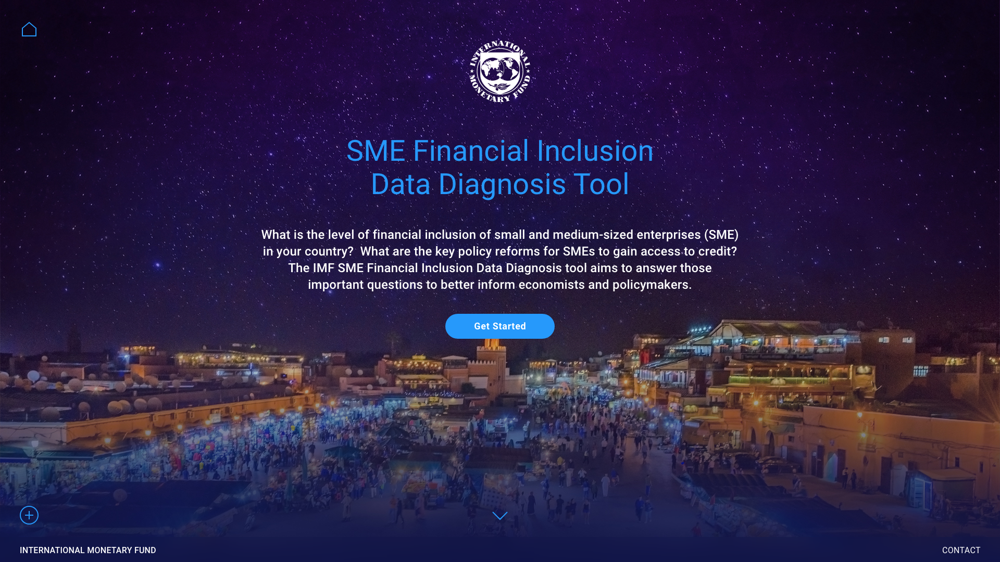 INTERNATIONAL
MONETARY FUND
SME Financial Inclusion
Data Diagnosis Tool
What is the level of financial inclusion of small and medium-sized enterprises (SME)
in your country?  What are the key policy reforms for SMEs to gain access to credit?
The IMF SME Financial Inclusion Data Diagnosis tool aims to answer those
important questions to better inform economists and policymakers.
Get Started
INTERNATIONAL MONETARY FUND
CONTACT